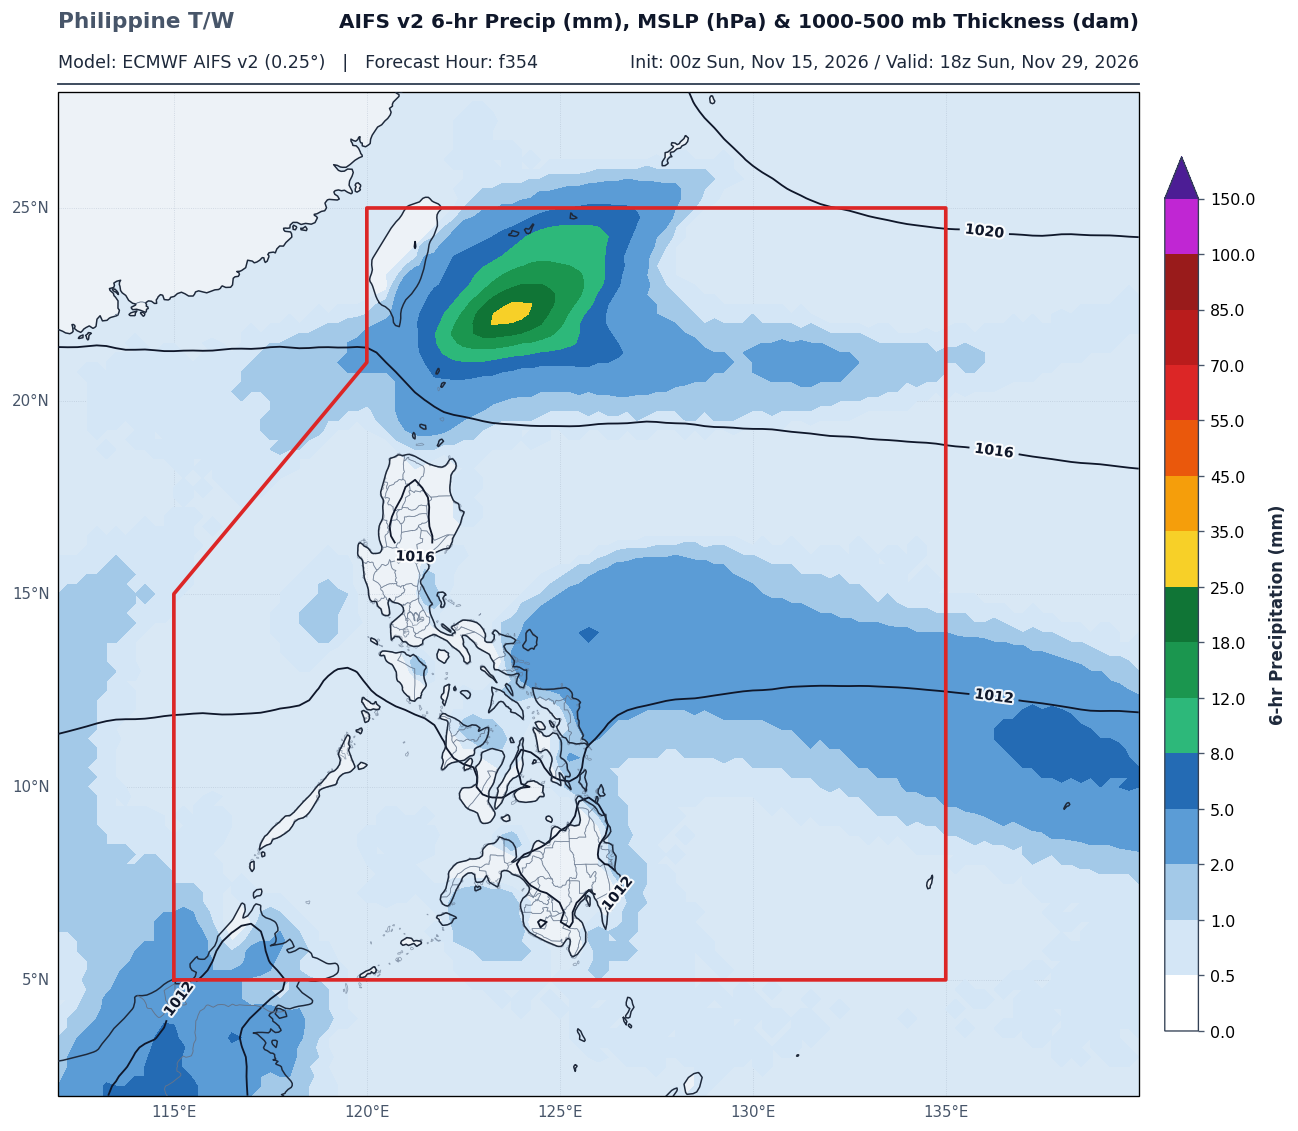 Philippine T/W
AIFS v2 6-hr Precip (mm), MSLP (hPa) & 1000-500 mb Thickness (dam)
Model: ECMWF AIFS v2 (0.25°) | Forecast Hour: f354
Init: 00z Sun, Nov 15, 2026 / Valid: 18z Sun, Nov 29, 2026
25°N
20°N
15°N
10°N
5°N
1020
1016
1016
1012
1012
1012
115°E
120°E
125°E
130°E
135°E
150.0
100.0
85.0
70.0
55.0
45.0
35.0
25.0
18.0
12.0
8.0
5.0
2.0
1.0
0.5
0.0
6-hr Precipitation (mm)